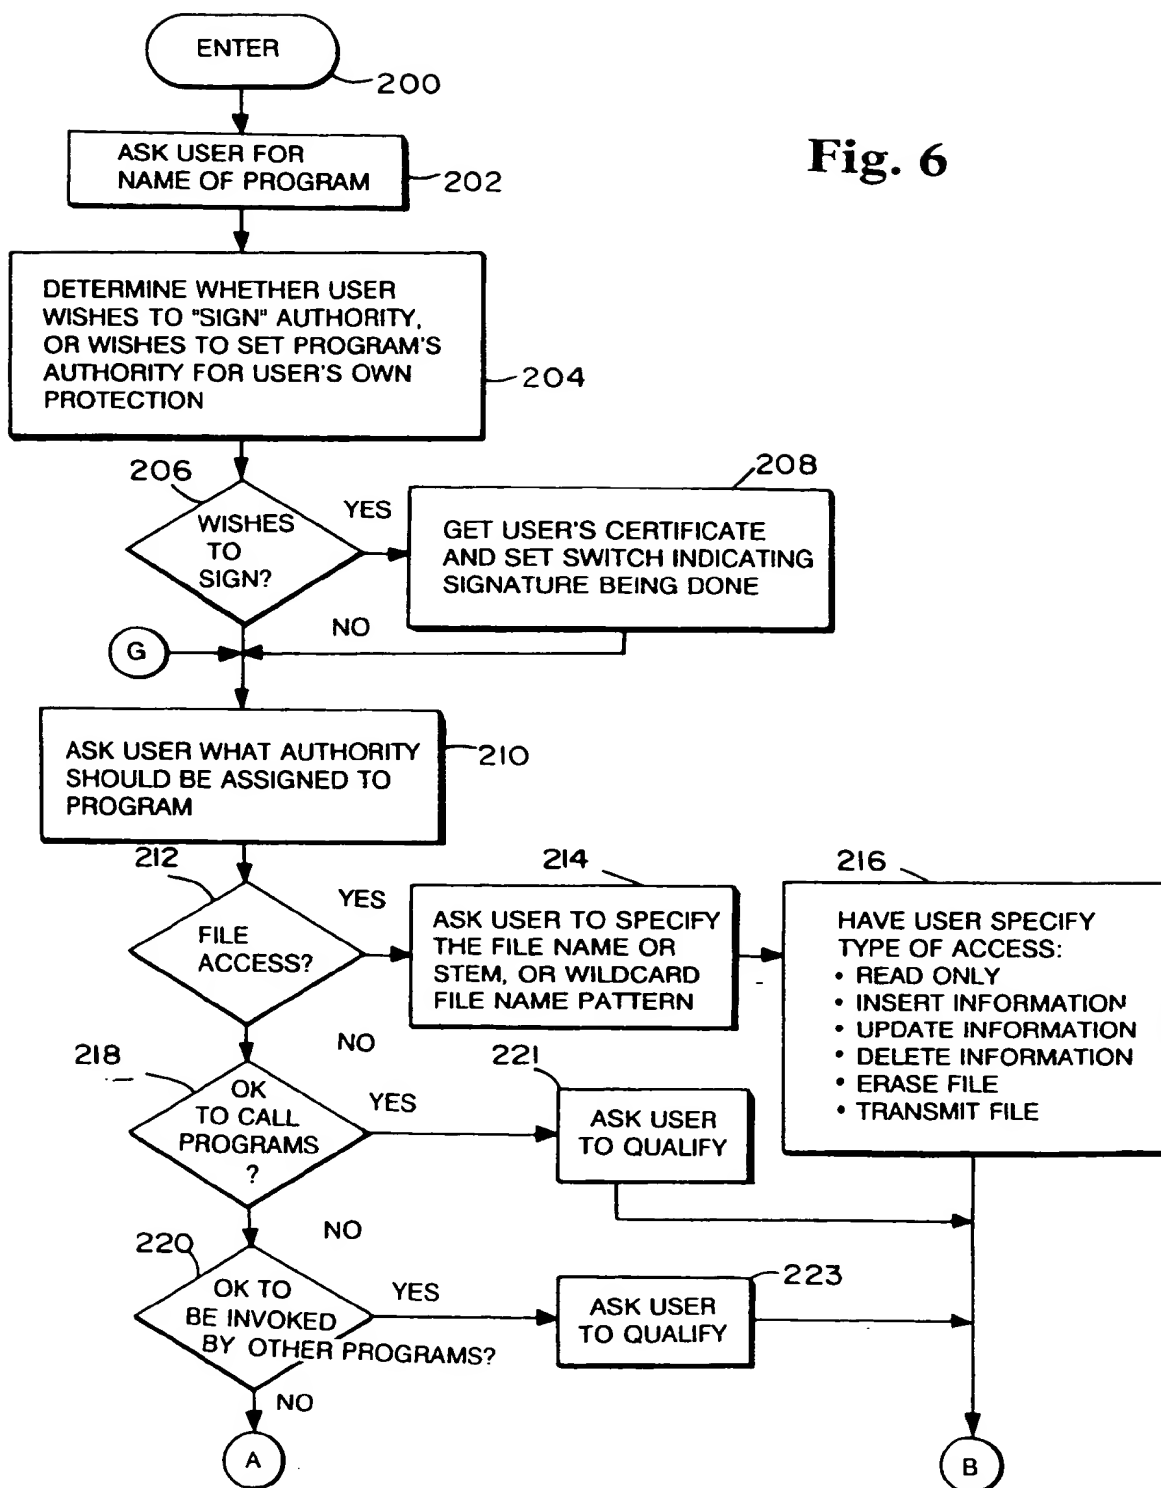 ENTER
200
Fig. 6
ASK USER FOR
NAME OF PROGRAM
202
DETERMINE WHETHER USER
WISHES TO "SIGN" AUTHORITY,
OR WISHES TO SET PROGRAM'S
AUTHORITY FOR USER'S OWN
PROTECTION
204
206
WISHES
TO
SIGN?
YES
208
GET USER'S CERTIFICATE
AND SET SWITCH INDICATING
SIGNATURE BEING DONE
NO
G
ASK USER WHAT AUTHORITY
SHOULD BE ASSIGNED TO
PROGRAM
210
212
FILE
ACCESS?
YES
214
ASK USER TO SPECIFY
THE FILE NAME OR
STEM, OR WILDCARD
FILE NAME PATTERN
216
HAVE USER SPECIFY
TYPE OF ACCESS:
• READ ONLY
• INSERT INFORMATION
• UPDATE INFORMATION
• DELETE INFORMATION
• ERASE FILE
• TRANSMIT FILE
NO
218
OK
TO CALL
PROGRAMS
?
YES
221
ASK USER
TO QUALIFY
NO
220
OK TO
BE INVOKED
BY OTHER PROGRAMS?
YES
223
ASK USER
TO QUALIFY
NO
A
B